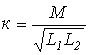 κ = M / √(L₁L₂)